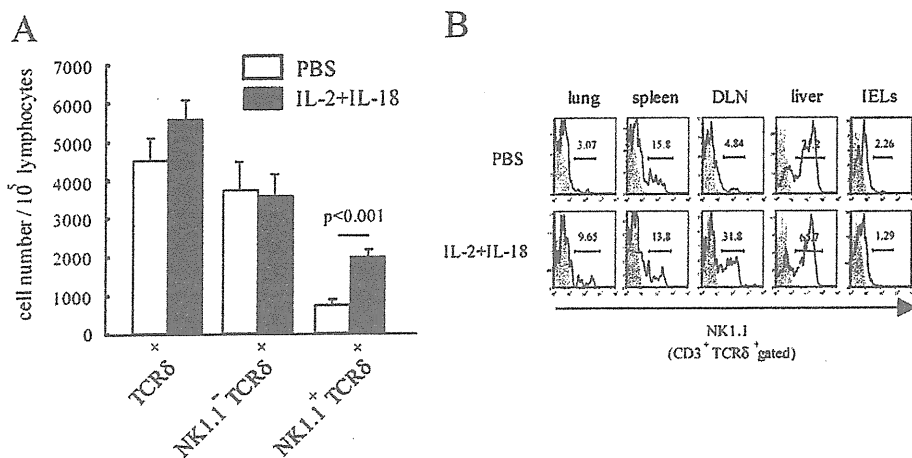 A
cell number / 10⁵ lymphocytes
7000
6000
5000
4000
3000
2000
1000
0
PBS
IL-2+IL-18
p<0.001
TCRδ⁺
NK1.1⁻ TCRδ⁺
NK1.1⁺ TCRδ⁺
B
lung spleen DLN liver IELs
PBS
3.07 15.8 4.84 2.26
IL-2+IL-18
9.65 13.8 31.8 1.29
NK1.1
(CD3⁺ TCRδ⁺ gated)